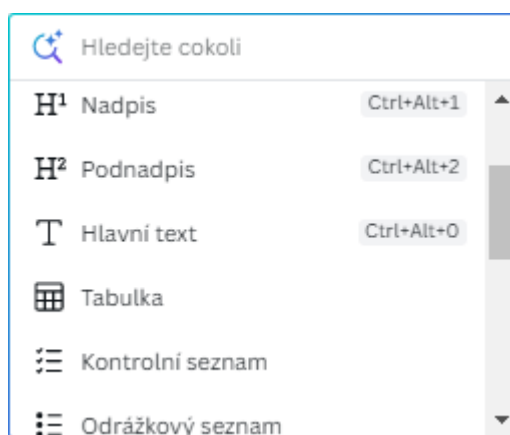 Hledejte cokoli
H¹ Nadpis Ctrl+Alt+1
H² Podnadpis Ctrl+Alt+2
T Hlavní text Ctrl+Alt+0
Tabulka
Kontrolní seznam
Odrážkový seznam